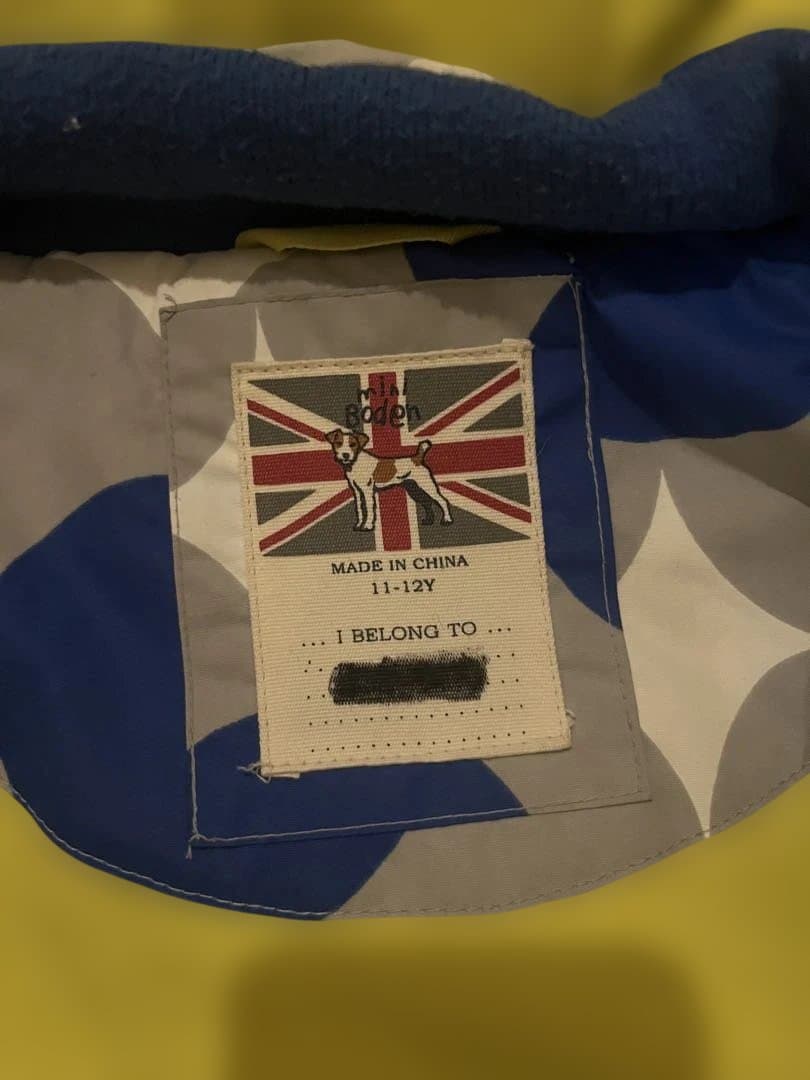 mini
Boden
MADE IN CHINA
11-12Y
... I BELONG TO ...